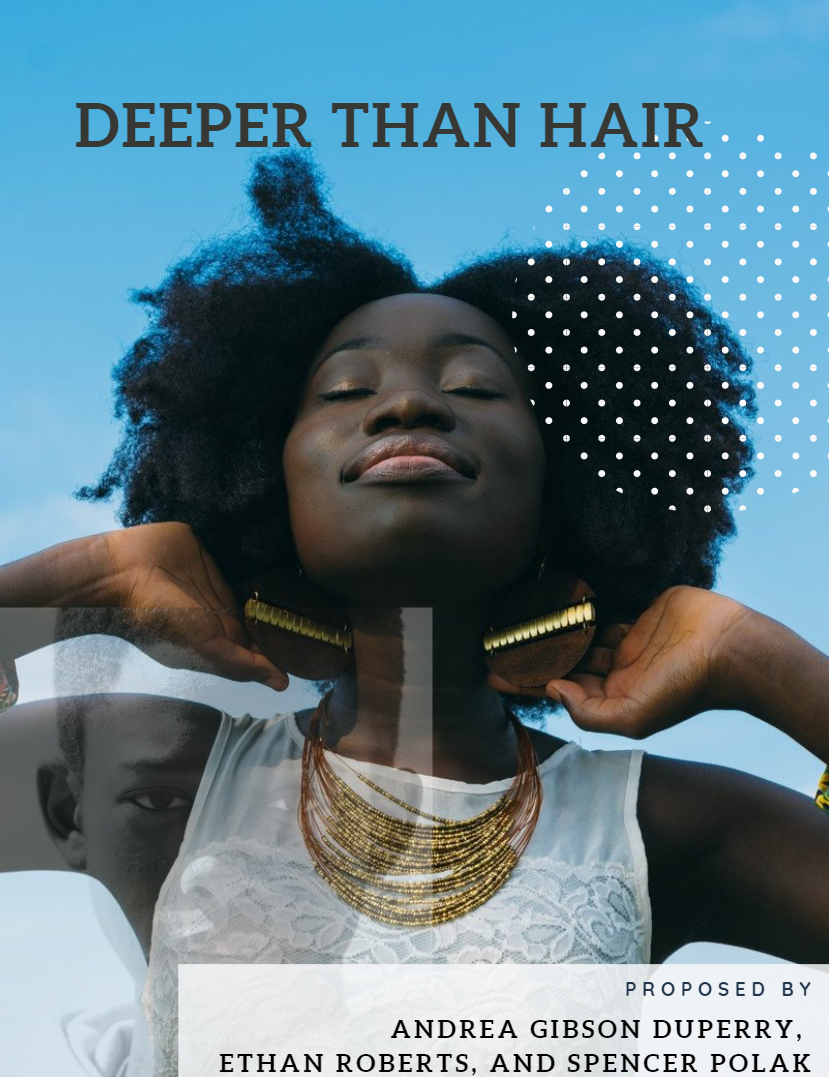 DEEPER THAN HAIR
PROPOSED BY
ANDREA GIBSON DUPERRY,
ETHAN ROBERTS, AND SPENCER POLAK